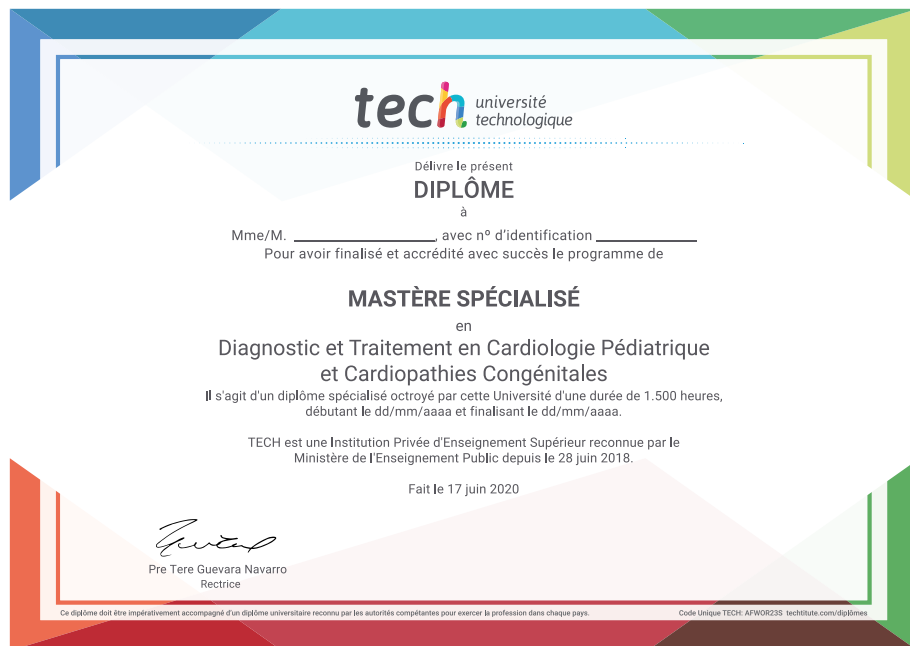 tech université
technologique
Délivre le présent
DIPLÔME
à
Mme/M. ____________, avec nº d'identification ____________
Pour avoir finalisé et accrédité avec succès le programme de
MASTÈRE SPÉCIALISÉ
en
Diagnostic et Traitement en Cardiologie Pédiatrique
et Cardiopathies Congénitales
Il s'agit d'un diplôme spécialisé octroyé par cette Université d'une durée de 1.500 heures,
débutant le dd/mm/aaaa et finalisant le dd/mm/aaaa.
TECH est une Institution Privée d'Enseignement Supérieur reconnue par le
Ministère de l'Enseignement Public depuis le 28 juin 2018.
Fait le 17 juin 2020
Pre Tere Guevara Navarro
Rectrice
Ce diplôme doit être impérativement accompagné d'un diplôme universitaire reconnu par les autorités compétantes pour exercer la profession dans chaque pays.
Code Unique TECH: AFWOR23S techtitute.com/diplômes